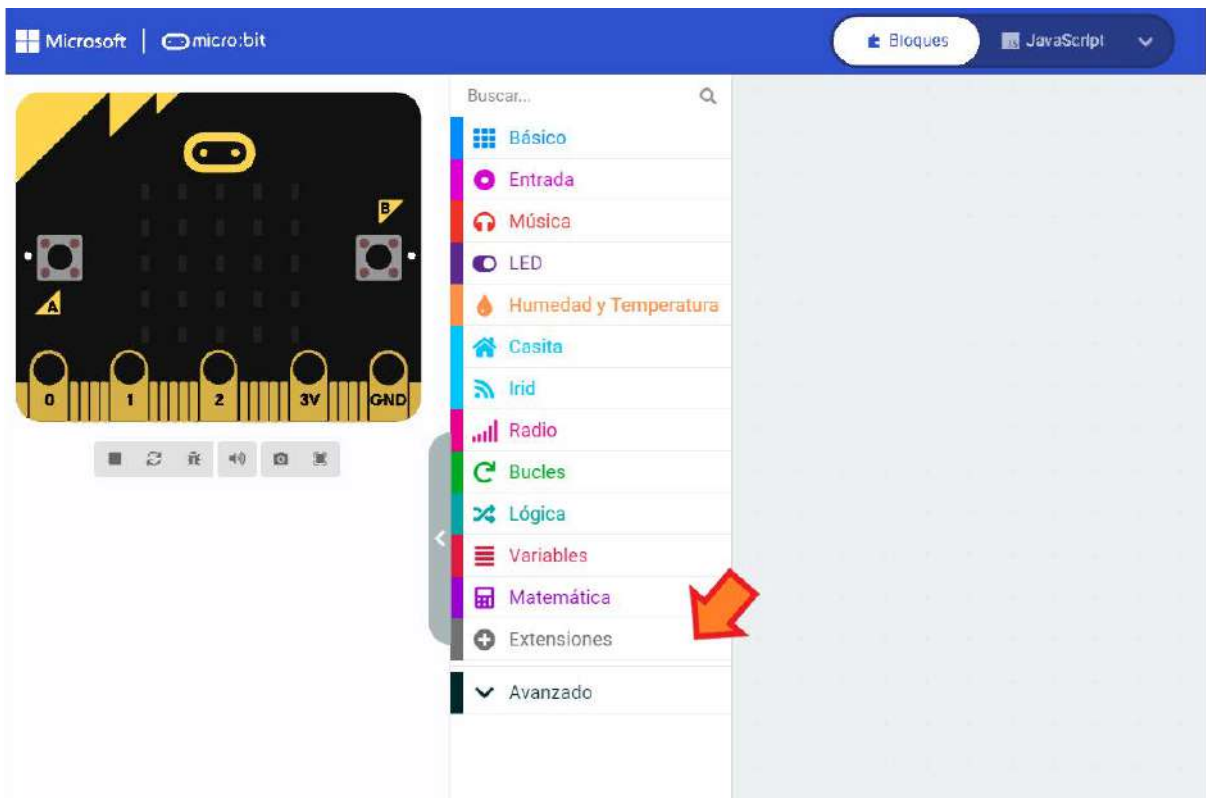 Microsoft micro:bit
Bloques JavaScript
Buscar...
Básico
Entrada
Música
LED
Humedad y Temperatura
Casita
Irid
Radio
Bucles
Lógica
Variables
Matemática
Extensiones
Avanzado
B
A
0 1 2 3V GND